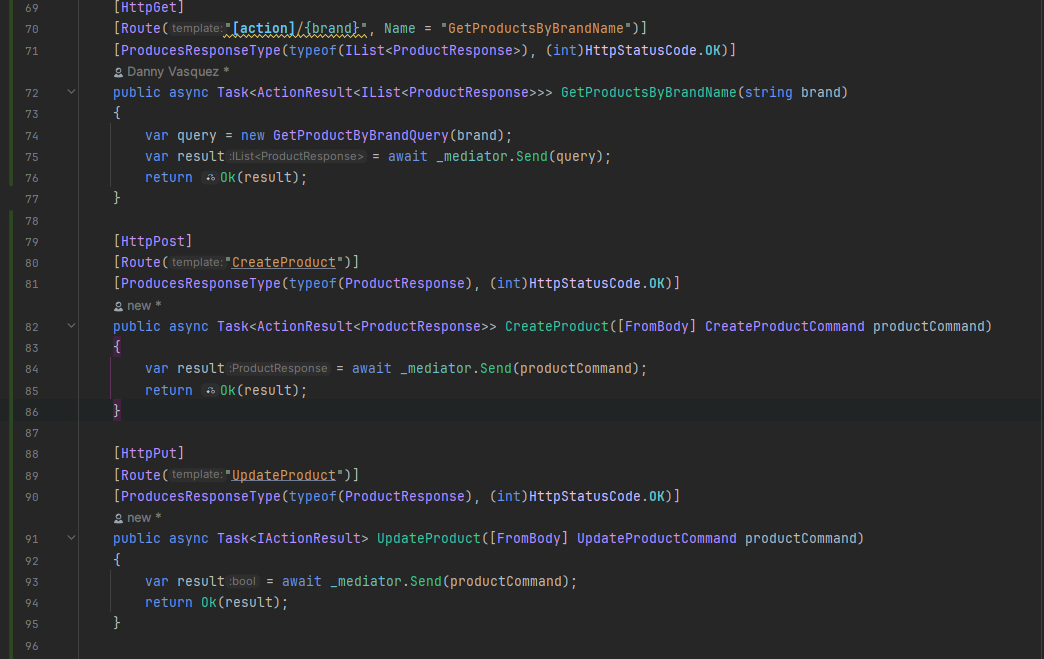 69 [HttpGet]
70 [Route(template:"[action]/{brand}", Name = "GetProductsByBrandName")]
71 [ProducesResponseType(typeof(IList<ProductResponse>), (int)HttpStatusCode.OK)]
Danny Vasquez *
72 public async Task<ActionResult<IList<ProductResponse>>> GetProductsByBrandName(string brand)
73 {
74 var query = new GetProductByBrandQuery(brand);
75 var result :IList<ProductResponse> = await _mediator.Send(query);
76 return Ok(result);
77 }
78
79 [HttpPost]
80 [Route(template:"CreateProduct")]
81 [ProducesResponseType(typeof(ProductResponse), (int)HttpStatusCode.OK)]
new *
82 public async Task<ActionResult<ProductResponse>> CreateProduct([FromBody] CreateProductCommand productCommand)
83 {
84 var result :ProductResponse = await _mediator.Send(productCommand);
85 return Ok(result);
86 }
87
88 [HttpPut]
89 [Route(template:"UpdateProduct")]
90 [ProducesResponseType(typeof(ProductResponse), (int)HttpStatusCode.OK)]
new *
91 public async Task<IActionResult> UpdateProduct([FromBody] UpdateProductCommand productCommand)
92 {
93 var result :bool = await _mediator.Send(productCommand);
94 return Ok(result);
95 }
96